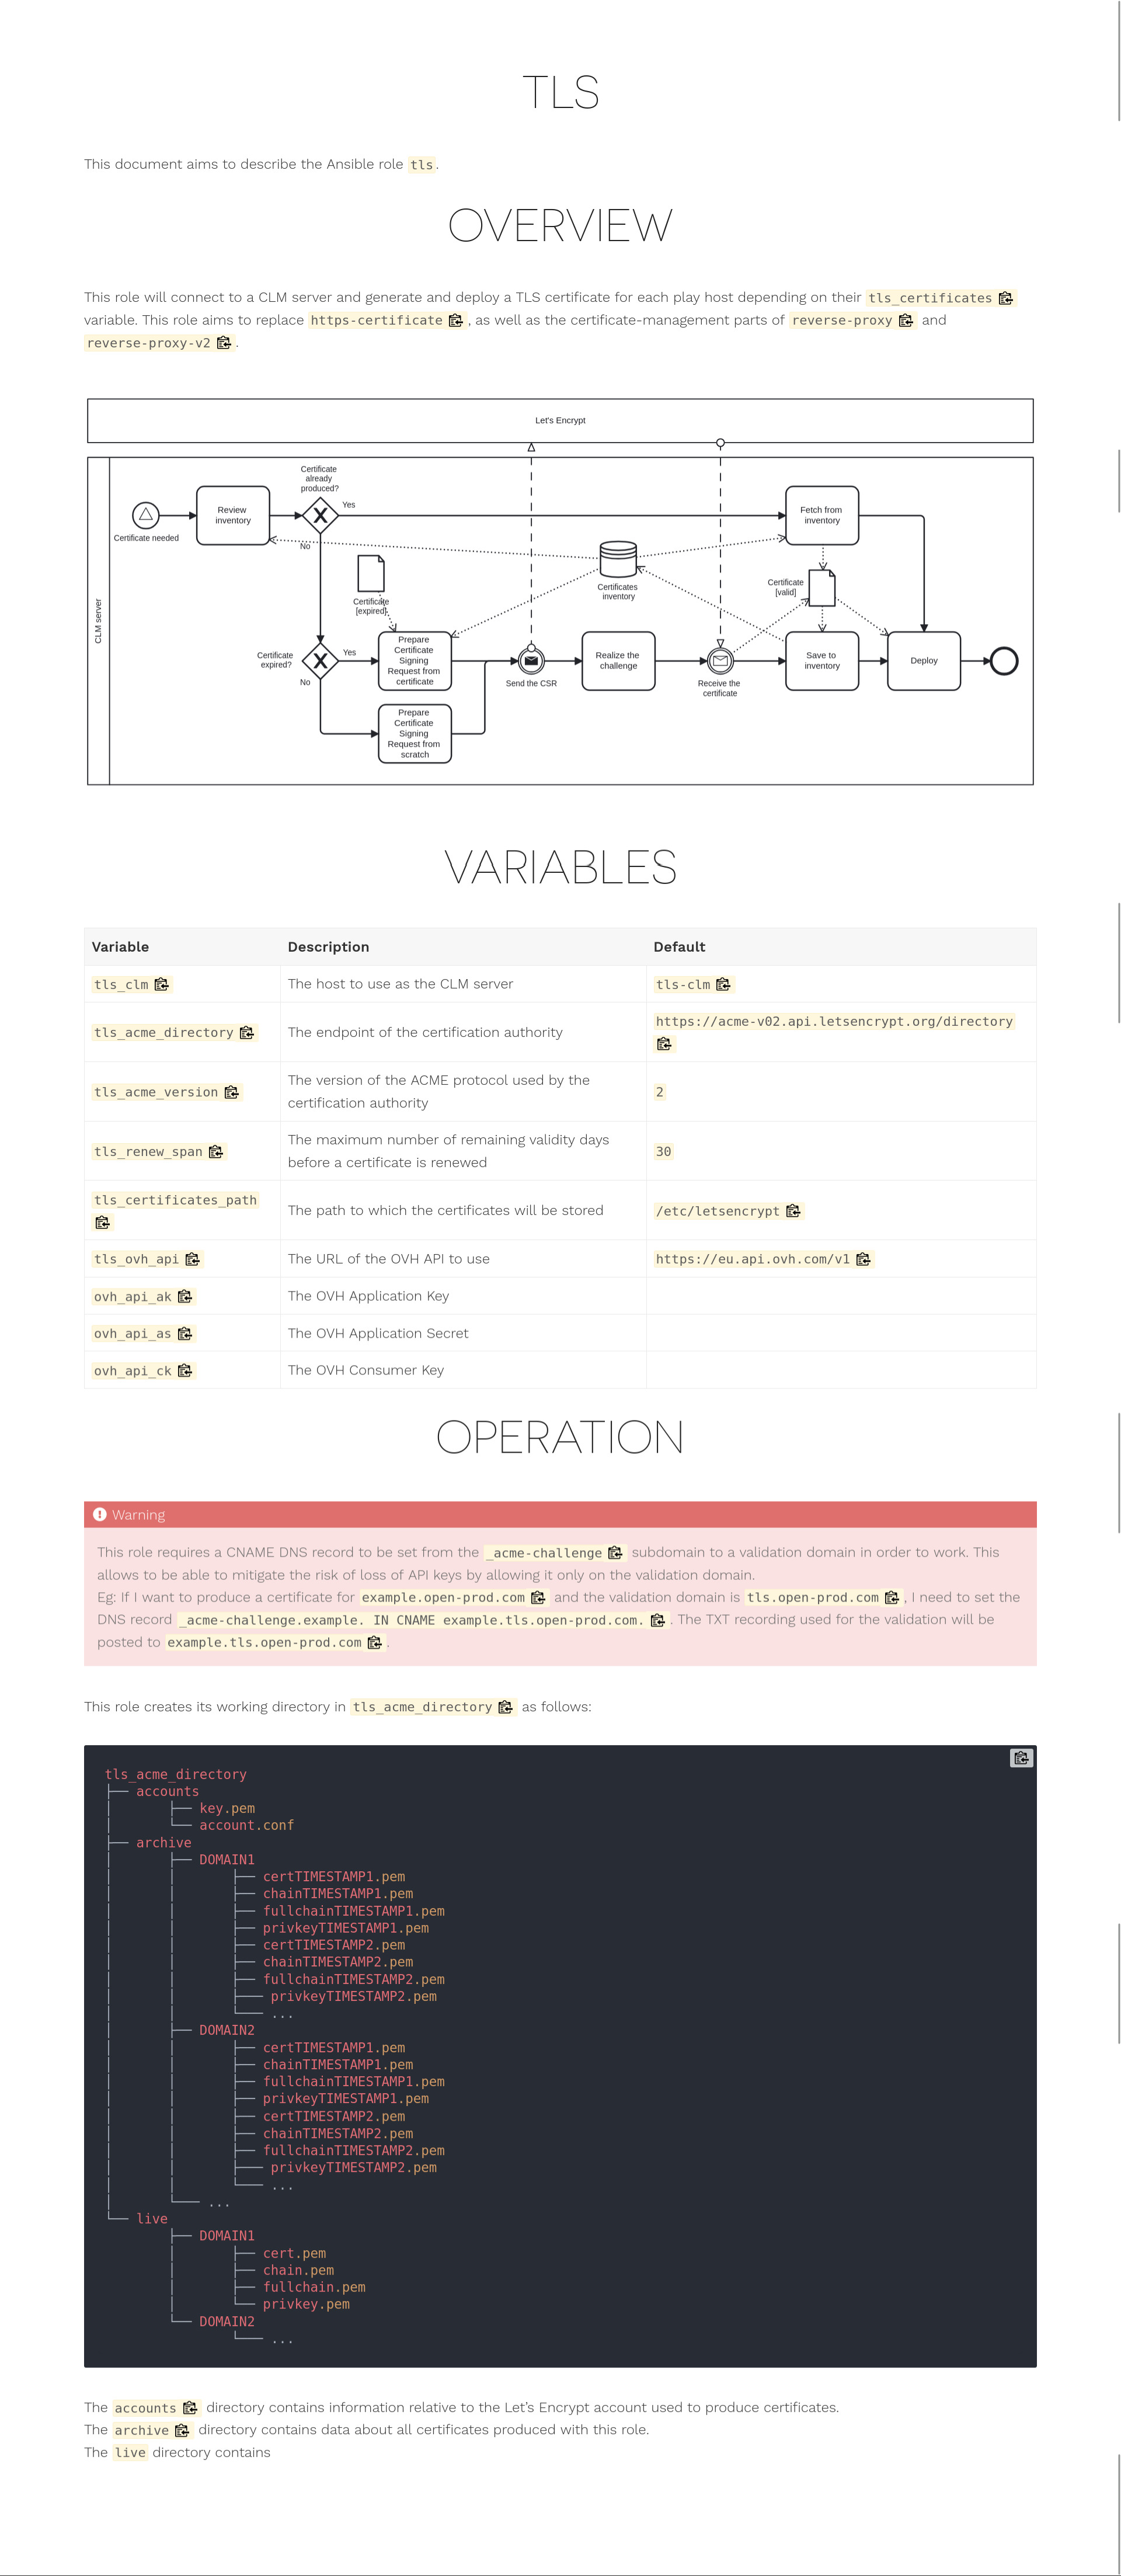 TLS
This document aims to describe the Ansible role tls.
OVERVIEW
This role will connect to a CLM server and generate and deploy a TLS certificate for each play host depending on their tls_certificates
variable. This role aims to replace https-certificate , as well as the certificate-management parts of reverse-proxy and
reverse-proxy-v2 .
Let's Encrypt
CLM server
Certificate needed
Review
inventory
Certificate
already
produced?
Yes
No
Fetch from
inventory
Certificate
[expired]
Certificates
inventory
Certificate
[valid]
Certificate
expired?
Yes
No
Prepare
Certificate
Signing
Request from
certificate
Send the CSR
Realize the
challenge
Receive the
certificate
Save to
inventory
Deploy
Prepare
Certificate
Signing
Request from
scratch
VARIABLES
Variable Description Default
tls_clm The host to use as the CLM server tls-clm
tls_acme_directory The endpoint of the certification authority https://acme-v02.api.letsencrypt.org/directory
tls_acme_version The version of the ACME protocol used by the
certification authority 2
tls_renew_span The maximum number of remaining validity days
before a certificate is renewed 30
tls_certificates_path The path to which the certificates will be stored /etc/letsencrypt
tls_ovh_api The URL of the OVH API to use https://eu.api.ovh.com/v1
ovh_api_ak The OVH Application Key
ovh_api_as The OVH Application Secret
ovh_api_ck The OVH Consumer Key
OPERATION
Warning
This role requires a CNAME DNS record to be set from the _acme-challenge subdomain to a validation domain in order to work. This
allows to be able to mitigate the risk of loss of API keys by allowing it only on the validation domain.
Eg: If I want to produce a certificate for example.open-prod.com and the validation domain is tls.open-prod.com , I need to set the
DNS record _acme-challenge.example. IN CNAME example.tls.open-prod.com. . The TXT recording used for the validation will be
posted to example.tls.open-prod.com .
This role creates its working directory in tls_acme_directory as follows:
tls_acme_directory
├── accounts
│       ├── key.pem
│       └── account.conf
├── archive
│       ├── DOMAIN1
│       │       ├── certTIMESTAMP1.pem
│       │       ├── chainTIMESTAMP1.pem
│       │       ├── fullchainTIMESTAMP1.pem
│       │       ├── privkeyTIMESTAMP1.pem
│       │       ├── certTIMESTAMP2.pem
│       │       ├── chainTIMESTAMP2.pem
│       │       ├── fullchainTIMESTAMP2.pem
│       │       ├─── privkeyTIMESTAMP2.pem
│       │       └─── ...
│       ├── DOMAIN2
│       │       ├── certTIMESTAMP1.pem
│       │       ├── chainTIMESTAMP1.pem
│       │       ├── fullchainTIMESTAMP1.pem
│       │       ├── privkeyTIMESTAMP1.pem
│       │       ├── certTIMESTAMP2.pem
│       │       ├── chainTIMESTAMP2.pem
│       │       ├── fullchainTIMESTAMP2.pem
│       │       ├─── privkeyTIMESTAMP2.pem
│       │       └─── ...
│       └─── ...
└── live
        ├── DOMAIN1
        │       ├── cert.pem
        │       ├── chain.pem
        │       ├── fullchain.pem
        │       └── privkey.pem
        └── DOMAIN2
                └─── ...
The accounts directory contains information relative to the Let’s Encrypt account used to produce certificates.
The archive directory contains data about all certificates produced with this role.
The live directory contains